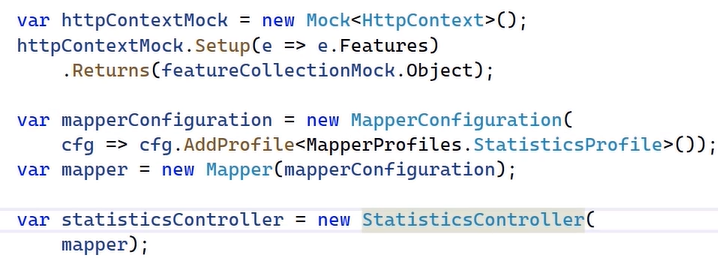 var httpContextMock = new Mock<HttpContext>();
httpContextMock.Setup(e => e.Features)
    .Returns(featureCollectionMock.Object);

var mapperConfiguration = new MapperConfiguration(
    cfg => cfg.AddProfile<MapperProfiles.StatisticsProfile>());
var mapper = new Mapper(mapperConfiguration);

var statisticsController = new StatisticsController(
    mapper);